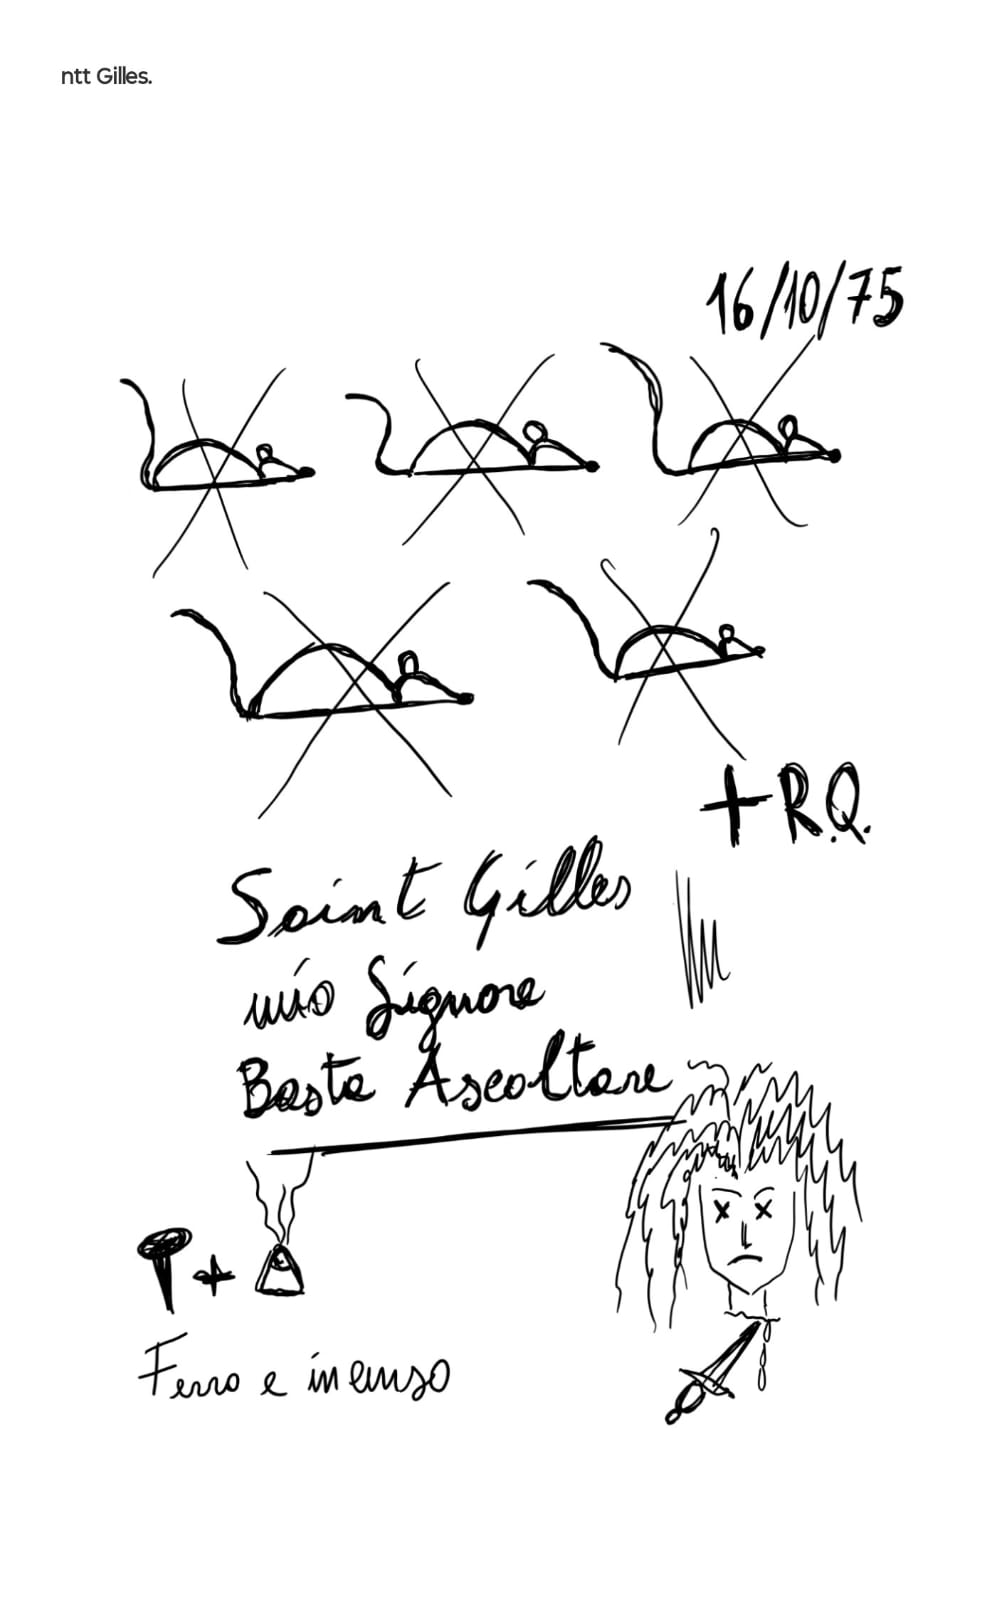 ntt Gilles.
16/10/75
+ R.Q.
Saint Gilles
mio Signore
Basta Ascoltare
+
Ferro e incenso